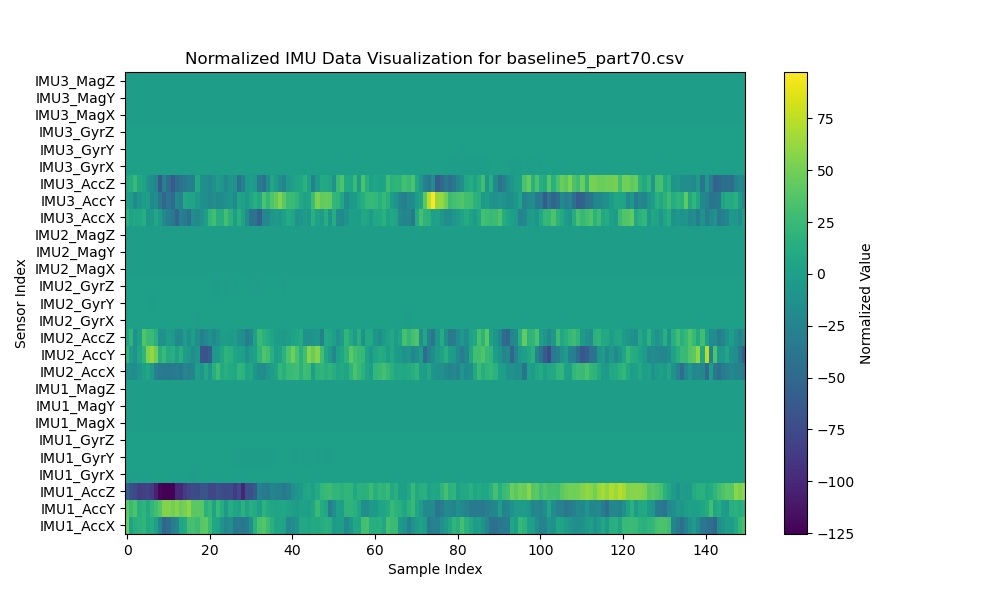 Normalized IMU Data Visualization for baseline5_part70.csv
IMU3_MagZ
IMU3_MagY
IMU3_MagX
IMU3_GyrZ
IMU3_GyrY
IMU3_GyrX
IMU3_AccZ
IMU3_AccY
IMU3_AccX
IMU2_MagZ
IMU2_MagY
IMU2_MagX
IMU2_GyrZ
IMU2_GyrY
IMU2_GyrX
IMU2_AccZ
IMU2_AccY
IMU2_AccX
IMU1_MagZ
IMU1_MagY
IMU1_MagX
IMU1_GyrZ
IMU1_GyrY
IMU1_GyrX
IMU1_AccZ
IMU1_AccY
IMU1_AccX
Sensor Index
0 20 40 60 80 100 120 140
Sample Index
75
50
25
0
−25
−50
−75
−100
−125
Normalized Value